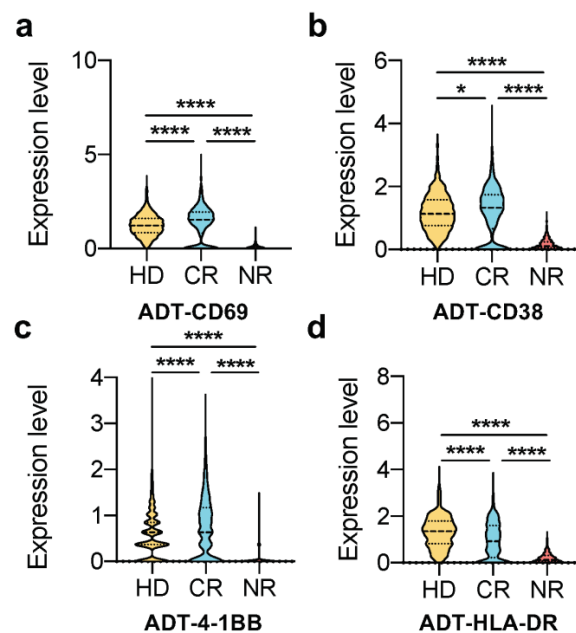 a
10
5
0
Expression level
****
**** ****
HD CR NR
ADT-CD69
b
6
4
2
0
Expression level
****
* ****
HD CR NR
ADT-CD38
c
4
3
2
1
0
Expression level
****
**** ****
HD CR NR
ADT-4-1BB
d
8
6
4
2
0
Expression level
****
**** ****
HD CR NR
ADT-HLA-DR